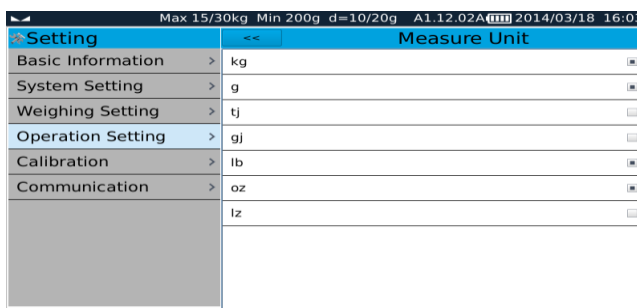 Max 15/30kg Min 200g d=10/20g A1.12.02A 2014/03/18 16:03
Setting << Measure Unit
Basic Information >
System Setting >
Weighing Setting >
Operation Setting >
Calibration >
Communication >
kg
g
tj
gj
lb
oz
lz